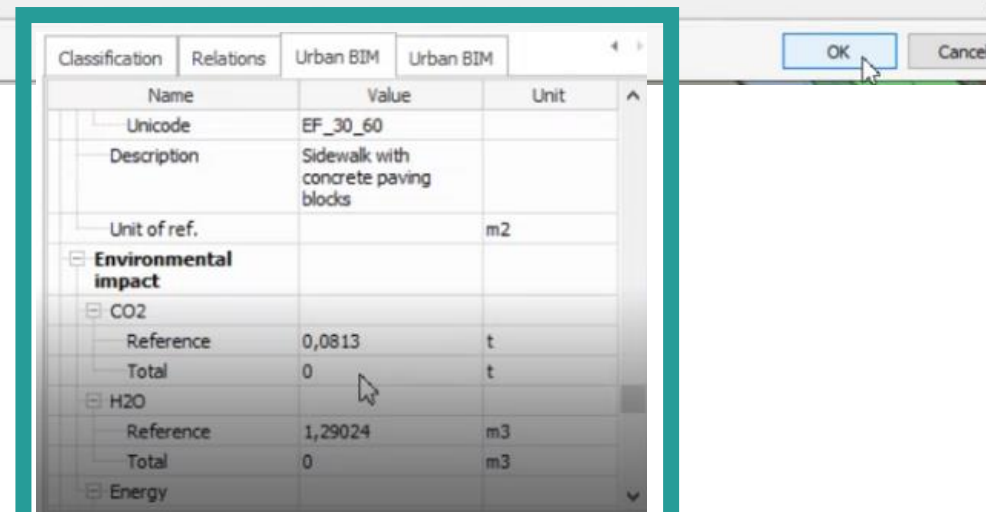 Classification Relations Urban BIM Urban BIM OK Cancel
Name Value Unit
Unicode EF_30_60
Description Sidewalk with
concrete paving
blocks
Unit of ref. m2
Environmental
impact
CO2
Reference 0,0813 t
Total 0 t
H2O
Reference 1,29024 m3
Total 0 m3
Energy